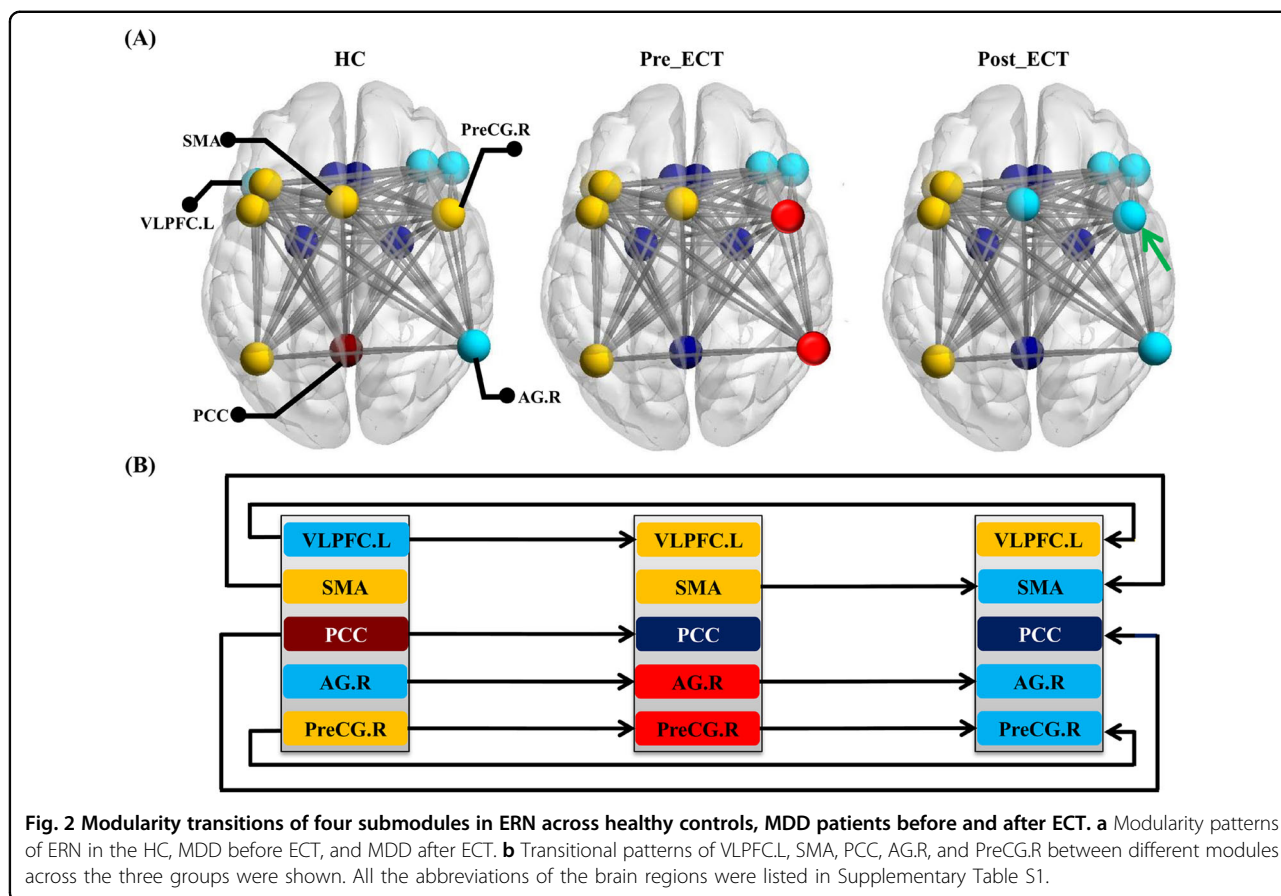 (A)
HC
Pre_ECT
Post_ECT
SMA
PreCG.R
VLPFC.L
PCC
AG.R
(B)
VLPFC.L
VLPFC.L
VLPFC.L
SMA
SMA
SMA
PCC
PCC
PCC
AG.R
AG.R
AG.R
PreCG.R
PreCG.R
PreCG.R
Fig. 2 Modularity transitions of four submodules in ERN across healthy controls, MDD patients before and after ECT. a Modularity patterns
of ERN in the HC, MDD before ECT, and MDD after ECT. b Transitional patterns of VLPFC.L, SMA, PCC, AG.R, and PreCG.R between different modules
across the three groups were shown. All the abbreviations of the brain regions were listed in Supplementary Table S1.